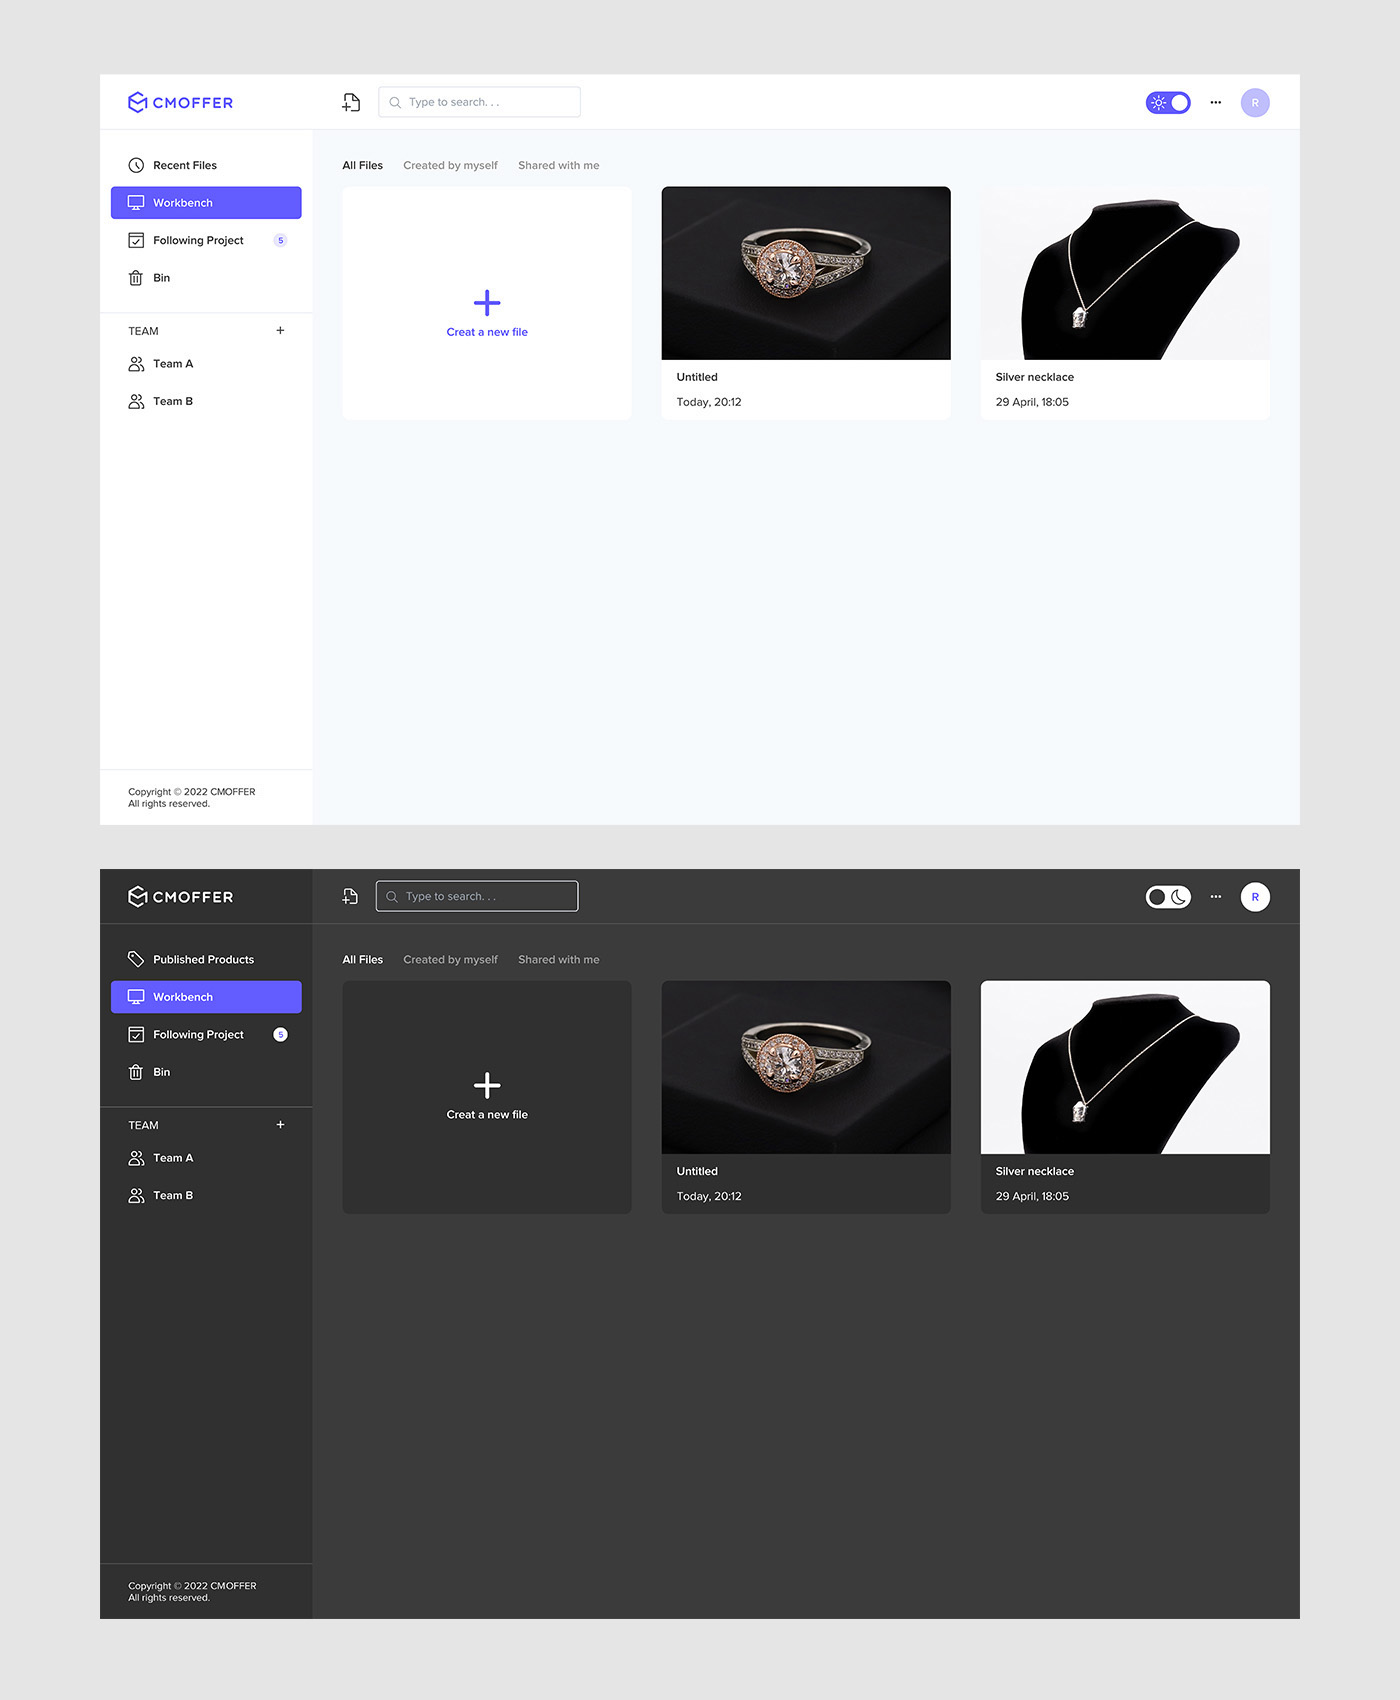 CMOFFER
Type to search. . .
R
Recent Files
Workbench
Following Project 5
Bin
TEAM +
Team A
Team B
Copyright © 2022 CMOFFER
All rights reserved.
All Files Created by myself Shared with me
Creat a new file
Untitled
Today, 20:12
Silver necklace
29 April, 18:05
CMOFFER
Type to search. . .
R
Published Products
Workbench
Following Project 5
Bin
TEAM +
Team A
Team B
Copyright © 2022 CMOFFER
All rights reserved.
All Files Created by myself Shared with me
Creat a new file
Untitled
Today, 20:12
Silver necklace
29 April, 18:05